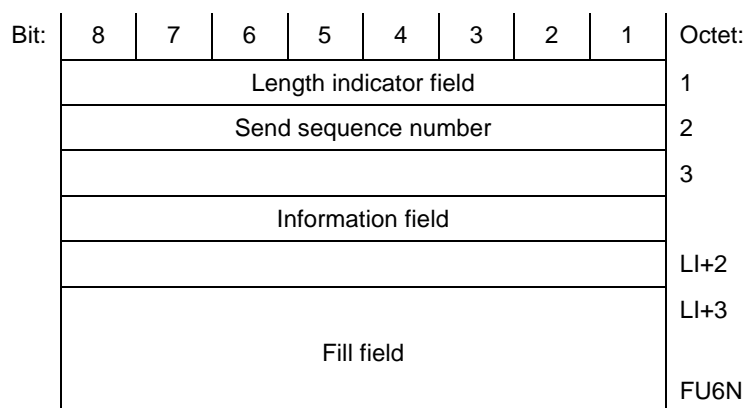 Bit: 8 7 6 5 4 3 2 1 Octet:
Length indicator field 1
Send sequence number 2
3
Information field
LI+2
LI+3
Fill field
FU6N